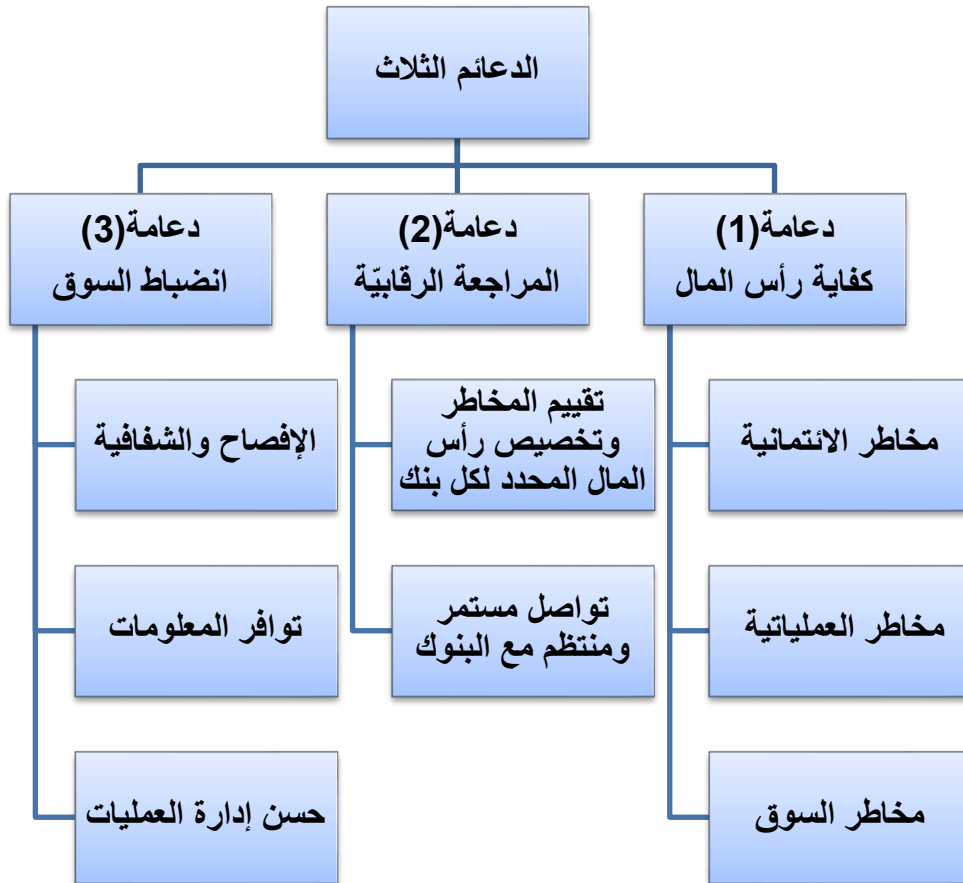 الدعائم الثلاث
دعامة(1)
كفاية رأس المال
مخاطر الائتمانية
مخاطر العملياتية
مخاطر السوق
دعامة(2)
المراجعة الرقابيّة
تقييم المخاطر
وتخصيص رأس
المال المحدد لكل بنك
تواصل مستمر
ومنتظم مع البنوك
دعامة(3)
انضباط السوق
الإفصاح والشفافية
توافر المعلومات
حسن إدارة العمليات